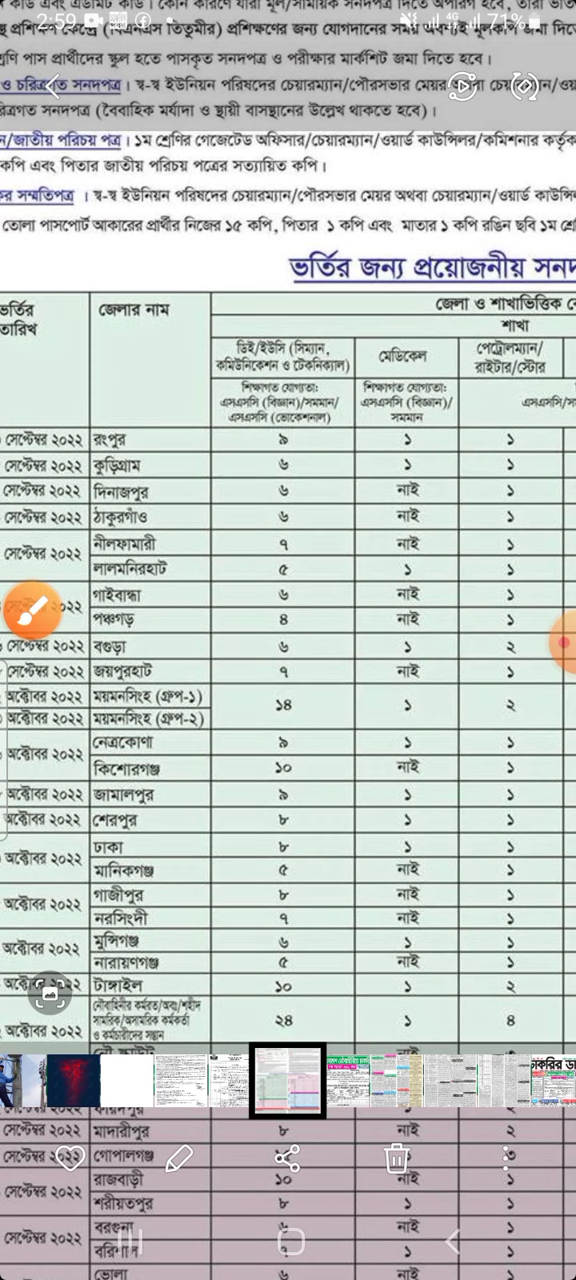 2:59
4G
71%
প্রশিক্ষণ কেন্দ্রে (বিএনএস তিতুমীর) প্রশিক্ষণের জন্য যোগদানের সময়
পাস প্রার্থীদের স্কুল হতে পাসকৃত সনদপত্র ও পরীক্ষার মার্কশিট জমা দিতে হবে।
ও চরিত্রগত সনদপত্র। স্ব-স্ব ইউনিয়ন পরিষদের চেয়ারম্যান/পৌরসভার মেয়র
সনদপত্র (বৈবাহিক মর্যাদা ও স্থায়ী বাসস্থানের উল্লেখ থাকতে হবে)।
/জাতীয় পরিচয় পত্র। ১ম শ্রেণির গেজেটেড অফিসার/চেয়ারম্যান/ওয়ার্ড কাউন্সিলর/কমিশনার
কপি এবং পিতার জাতীয় পরিচয় পত্রের সত্যায়িত কপি।
সম্মতিপত্র । স্ব-স্ব ইউনিয়ন পরিষদের চেয়ারম্যান/পৌরসভার মেয়র অথবা চেয়ারম্যান/ওয়ার্ড
তোলা পাসপোর্ট আকারের প্রার্থীর নিজের ১৫ কপি, পিতার ১ কপি এবং মাতার ১ কপি রঙিন ছবি ১ম
ভর্তির জন্য প্রয়োজনীয়
ভর্তির তারিখ
জেলার নাম
জেলা ও শাখাভিত্তিক
শাখা
ডিই/ইউসি (সিম্যান, কমিউনিকেশন ও টেকনিক্যাল)
মেডিকেল
পেট্রোলম্যান/ রাইটার/স্টোর
শিক্ষাগত যোগ্যতা: এসএসসি (বিজ্ঞান)/সমমান/ এসএসসি (ভোকেশনাল)
শিক্ষাগত যোগ্যতা: এসএসসি (বিজ্ঞান)/ সমমান
সেপ্টেম্বর ২০২২ রংপুর ৯ ১ ১
সেপ্টেম্বর ২০২২ কুড়িগ্রাম ৬ ১ ১
সেপ্টেম্বর ২০২২ দিনাজপুর ৬ নাই ১
সেপ্টেম্বর ২০২২ ঠাকুরগাঁও ৬ নাই ১
সেপ্টেম্বর ২০২২ নীলফামারী ৭ নাই ১
লালমনিরহাট ৫ ১ ১
গাইবান্ধা ৬ নাই ১
পঞ্চগড় ৪ নাই ১
সেপ্টেম্বর ২০২২ বগুড়া ৬ ১ ২
সেপ্টেম্বর ২০২২ জয়পুরহাট ৭ নাই ১
অক্টোবর ২০২২ ময়মনসিংহ (গ্রুপ-১) ১৪ ১ ২
অক্টোবর ২০২২ ময়মনসিংহ (গ্রুপ-২)
অক্টোবর ২০২২ নেত্রকোণা ৯ ১ ১
কিশোরগঞ্জ ১০ নাই ১
অক্টোবর ২০২২ জামালপুর ৯ ১ ১
অক্টোবর ২০২২ শেরপুর ৮ ১ ১
অক্টোবর ২০২২ ঢাকা ৮ ১ ১
মানিকগঞ্জ ৫ নাই ১
অক্টোবর ২০২২ গাজীপুর ৮ নাই ১
নরসিংদী ৭ নাই ১
অক্টোবর ২০২২ মুন্সিগঞ্জ ৬ ১ ১
নারায়ণগঞ্জ ৫ নাই ১
টাঙ্গাইল ১০ ১ ২
অক্টোবর ২০২২ নৌবাহিনীর কর্মরত/অবঃ/শহীদ সামরিক/অসামরিক কর্মকর্তা ও কর্মচারীদের সন্তান ২৪ ১ ৪
সেপ্টেম্বর ২০২২ মাদারীপুর ৮ নাই ২
সেপ্টেম্বর ২০২২ গোপালগঞ্জ
সেপ্টেম্বর ২০২২ রাজবাড়ী ১০ নাই ১
শরীয়তপুর ৮ ১ ১
সেপ্টেম্বর ২০২২ বরগুনা ৬ নাই ১
বরিশাল ৭ ১ ১
ভোলা ৬ নাই ১